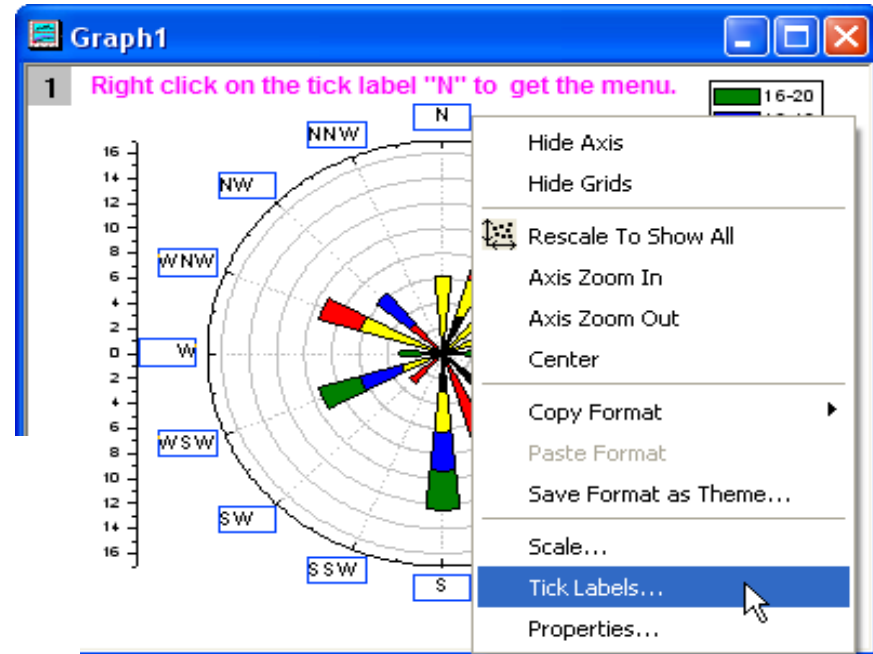 Graph1
1
Right click on the tick label "N" to get the menu.
16-20
N
NNW
NW
WNW
W
WSW
SW
SSW
S
16
14
12
10
8
6
4
2
0
2
4
6
8
10
12
14
16
Hide Axis
Hide Grids
Rescale To Show All
Axis Zoom In
Axis Zoom Out
Center
Copy Format
Paste Format
Save Format as Theme...
Scale...
Tick Labels...
Properties...